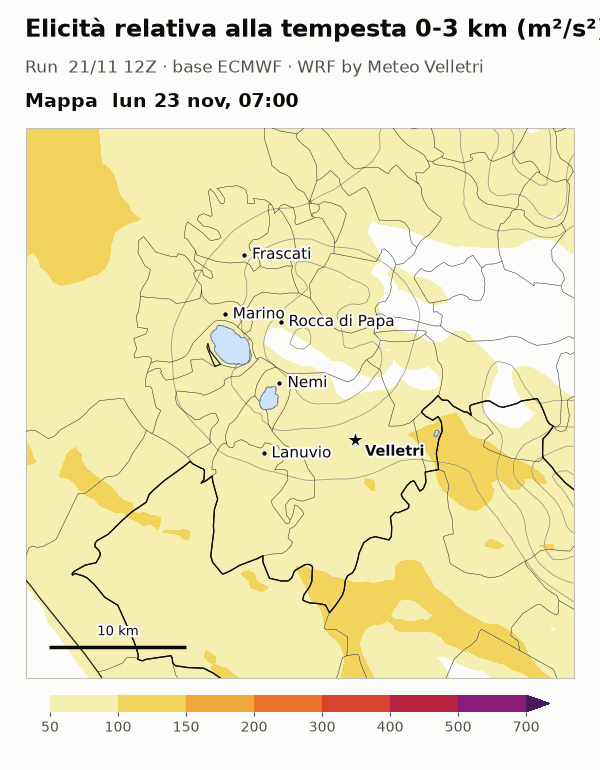 Elicità relativa alla tempesta 0-3 km (m²/s²)
Run  21/11 12Z · base ECMWF · WRF by Meteo Velletri
Mappa  lun 23 nov, 07:00
Frascati
Marino
Rocca di Papa
Nemi
Velletri
Lanuvio
10 km
50 100 150 200 300 400 500 700